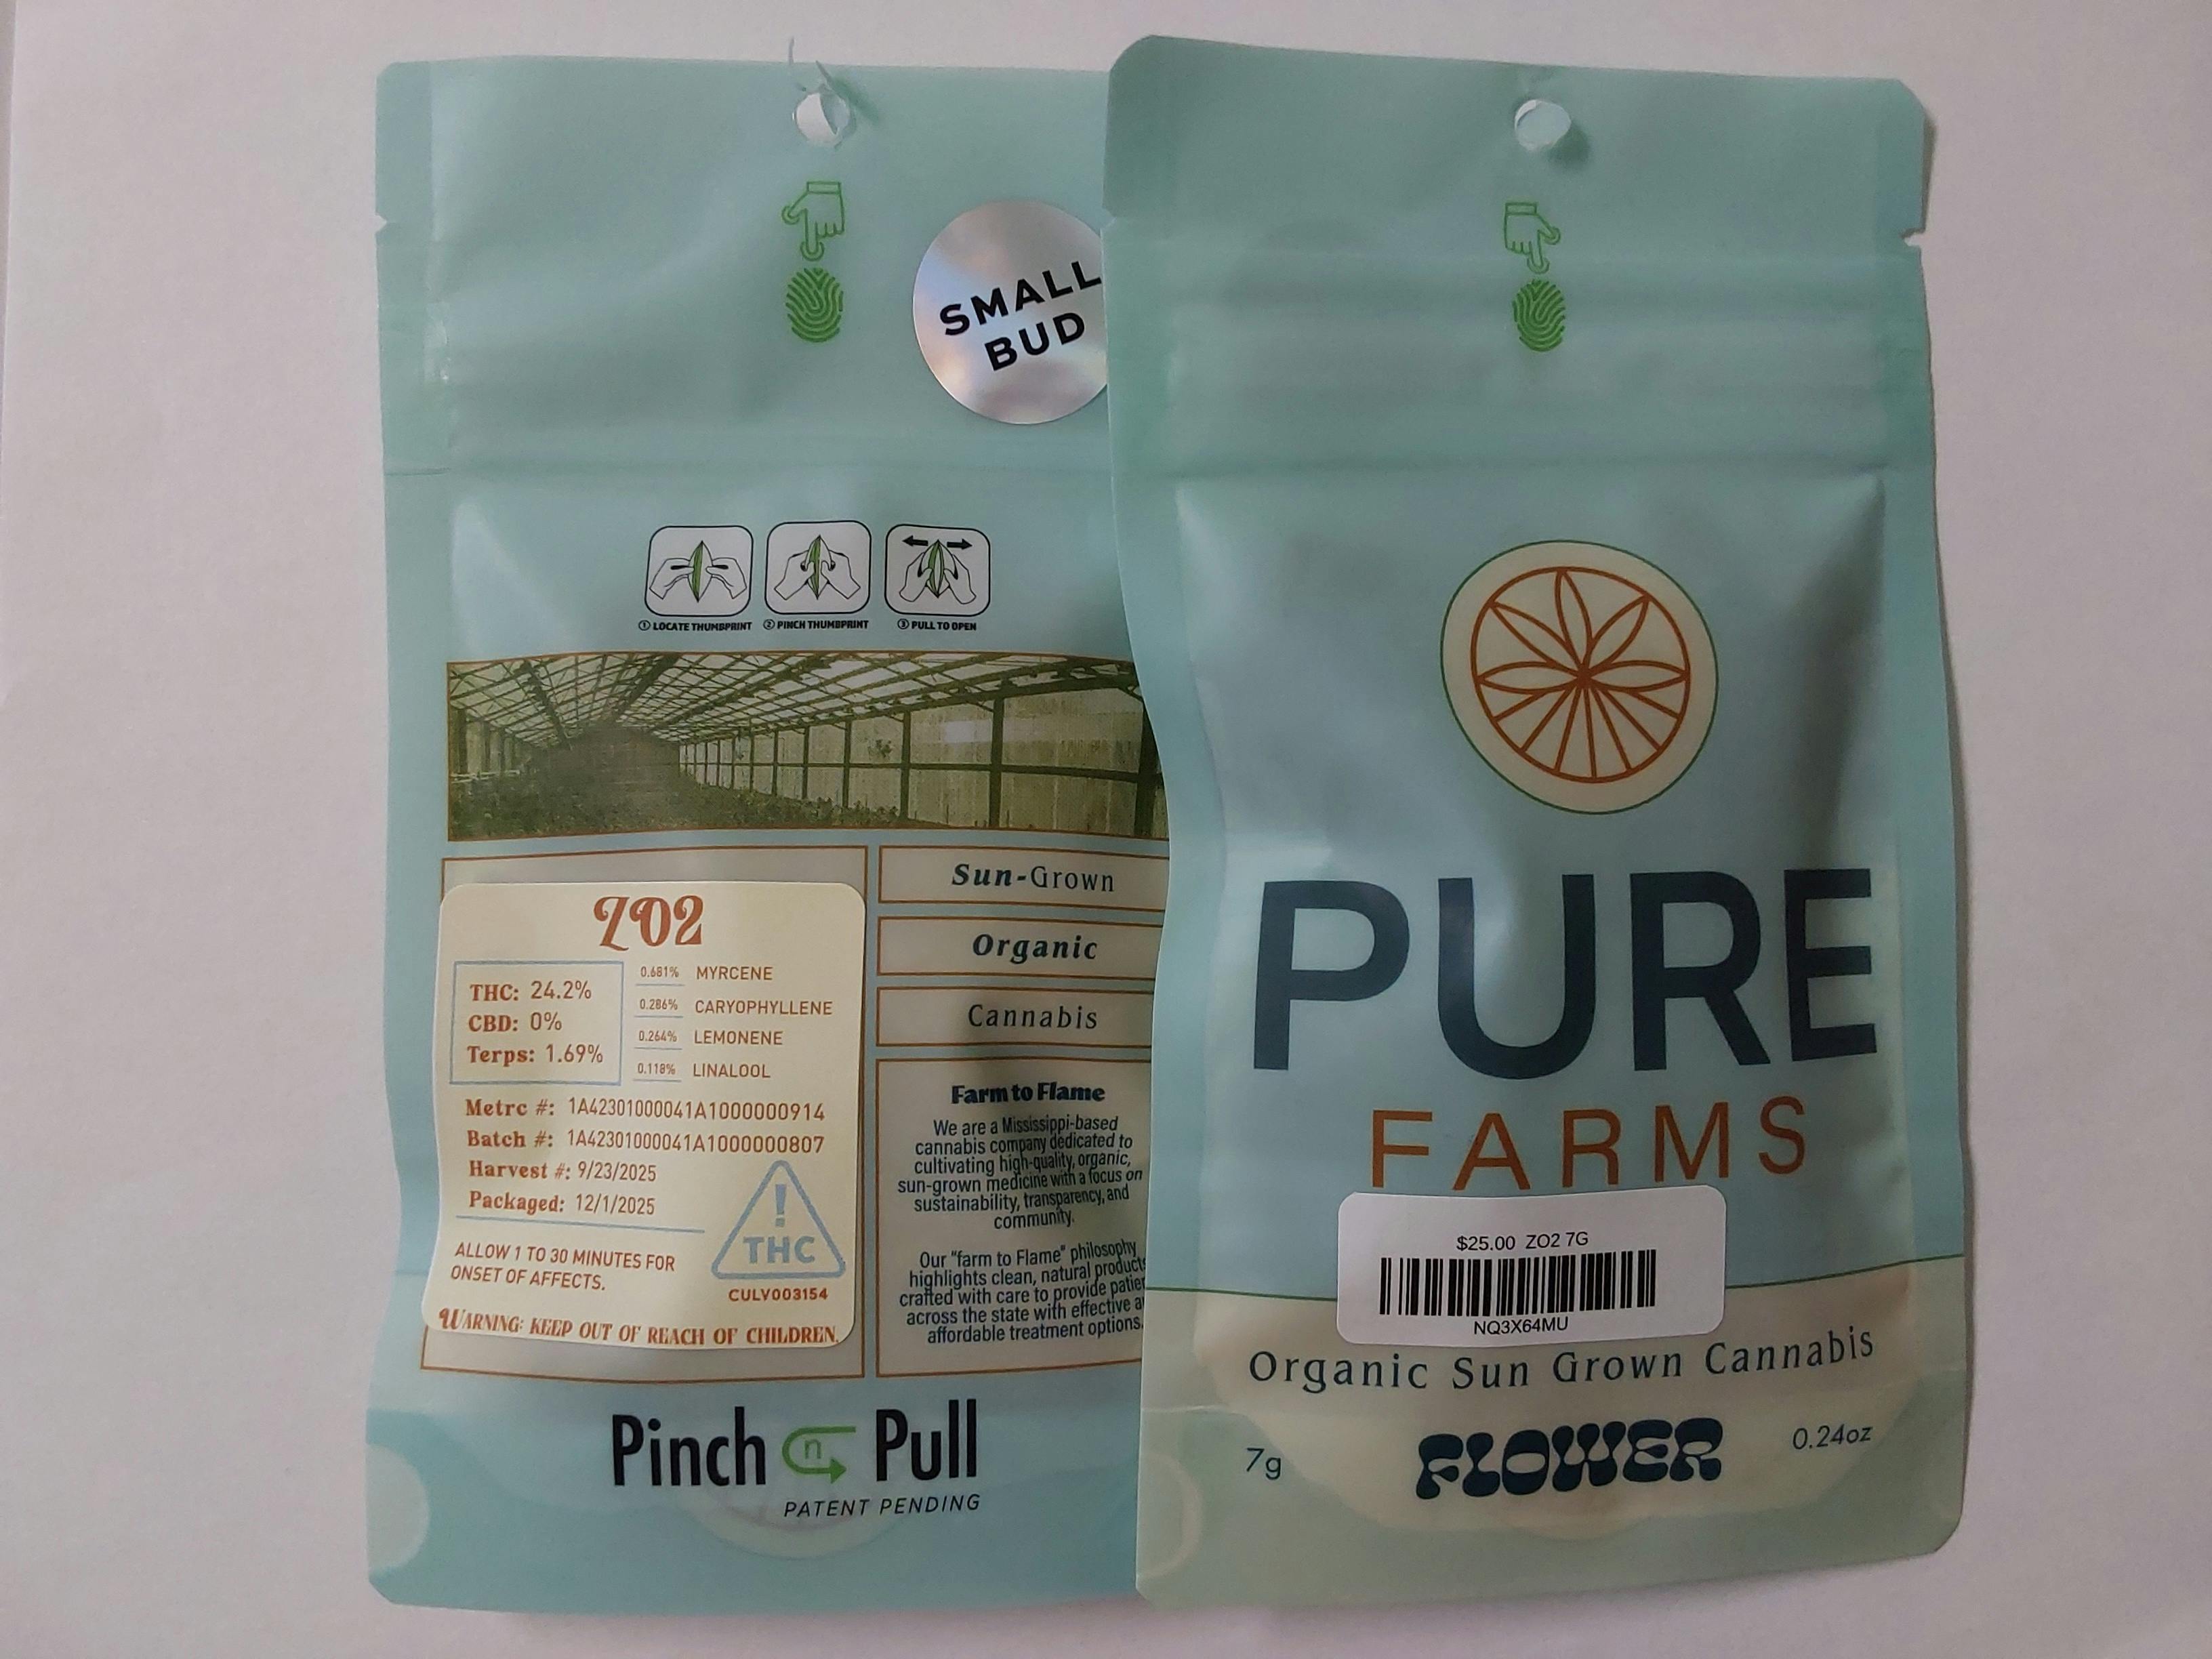 SMALL
BUD
① LOCATE THUMBPRINT ② PINCH THUMBPRINT ③ PULL TO OPEN
ZO2
THC: 24.2%
CBD: 0%
Terps: 1.69%
0.681% MYRCENE
0.286% CARYOPHYLLENE
0.264% LEMONENE
0.118% LINALOOL
Metrc #: 1A42301000041A1000000914
Batch #: 1A42301000041A1000000807
Harvest #: 9/23/2025
Packaged: 12/1/2025
ALLOW 1 TO 30 MINUTES FOR
ONSET OF AFFECTS.
!
THC
CULV003154
WARNING: KEEP OUT OF REACH OF CHILDREN.
Sun-Grown
Organic
Cannabis
Farm to Flame
We are a Mississippi-based
cannabis company dedicated to
cultivating high-quality, organic,
sun-grown medicine with a focus on
sustainability, transparency, and
community.
Our "farm to Flame" philosophy
highlights clean, natural products
crafted with care to provide
across the state with effective
affordable treatment options.
Pinch n Pull
PATENT PENDING
PURE
FARMS
$25.00 ZO2 7G
NQ3X64MU
Organic Sun Grown Cannabis
7g FLOWER 0.24oz